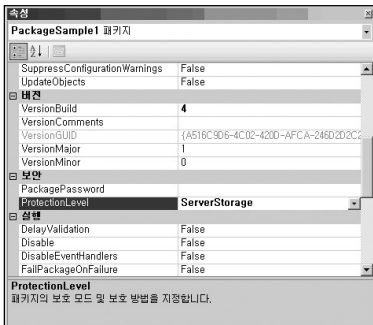 속성
PackageSample1 패키지
SuppressConfigurationWarnings False
UpdateObjects False
버전
VersionBuild 4
VersionComments
VersionGUID {A516C9D6-4C02-420D-AFCA-246D2D2C2
VersionMajor 1
VersionMinor 0
보안
PackagePassword
ProtectionLevel ServerStorage
실행
DelayValidation False
Disable False
DisableEventHandlers False
FailPackageOnFailure False
ProtectionLevel
패키지의 보호 모드 및 보호 방법을 지정합니다.